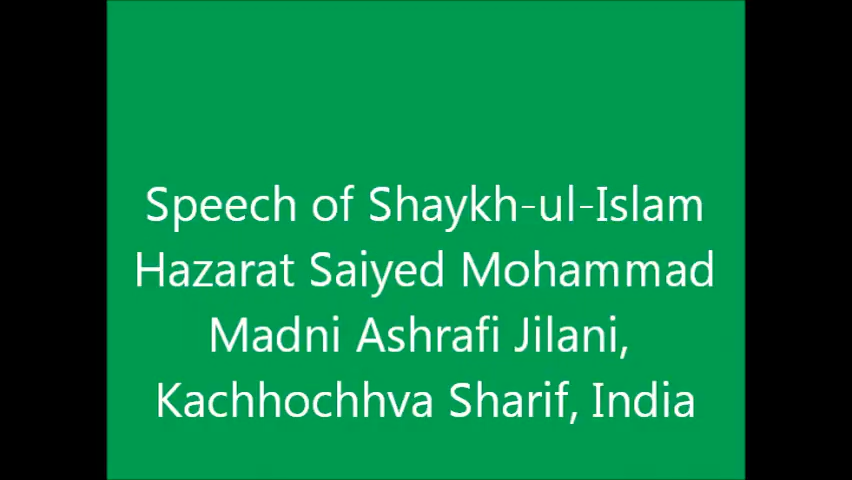 Speech of Shaykh-ul-Islam
Hazarat Saiyed Mohammad
Madni Ashrafi Jilani,
Kachhochhva Sharif, India